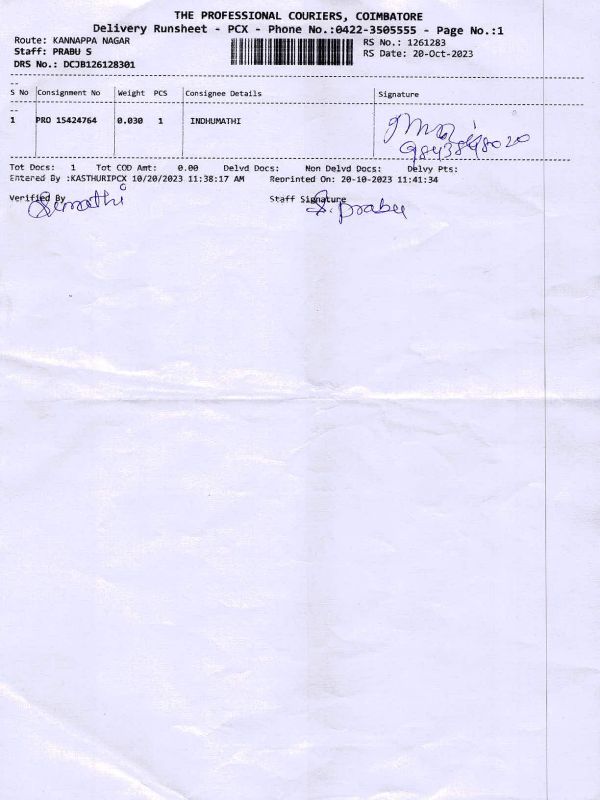 THE PROFESSIONAL COURIERS, COIMBATORE
Delivery Runsheet - PCX - Phone No.:0422-3505555 - Page No.:1
Route: KANNAPPA NAGAR RS No.: 1261283
Staff: PRABU S RS Date: 20-Oct-2023
DRS No.: DCJB126128301
S No Consignment No Weight PCS Consignee Details Signature
1 PRO 15424764 0.030 1 INDHUMATHI
Tot Docs: 1 Tot COD Amt: 0.00 Delvd Docs: Non Delvd Docs: Delvy Pts:
Entered By :KASTHURIPCX 10/20/2023 11:38:17 AM Reprinted On: 20-10-2023 11:41:34
Verified By Staff Signature
S. Prabu